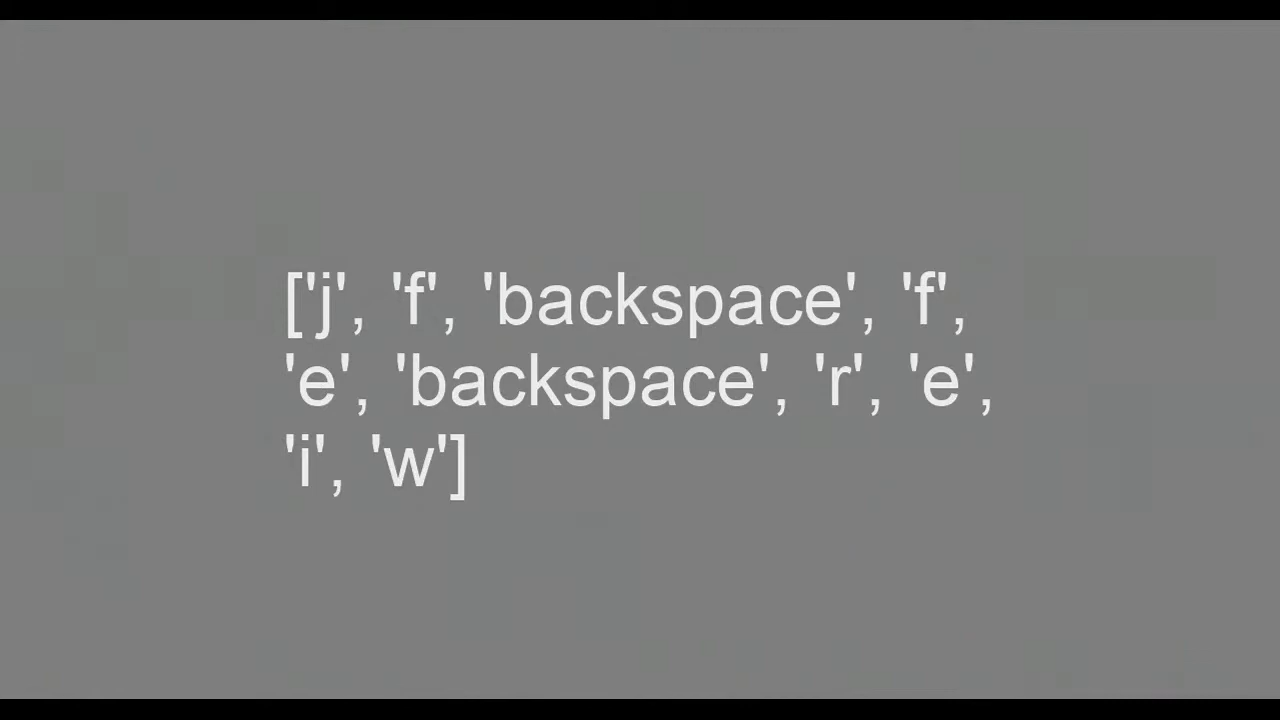 ['j', 'f', 'backspace', 'f',
'e', 'backspace', 'r', 'e',
'i', 'w']